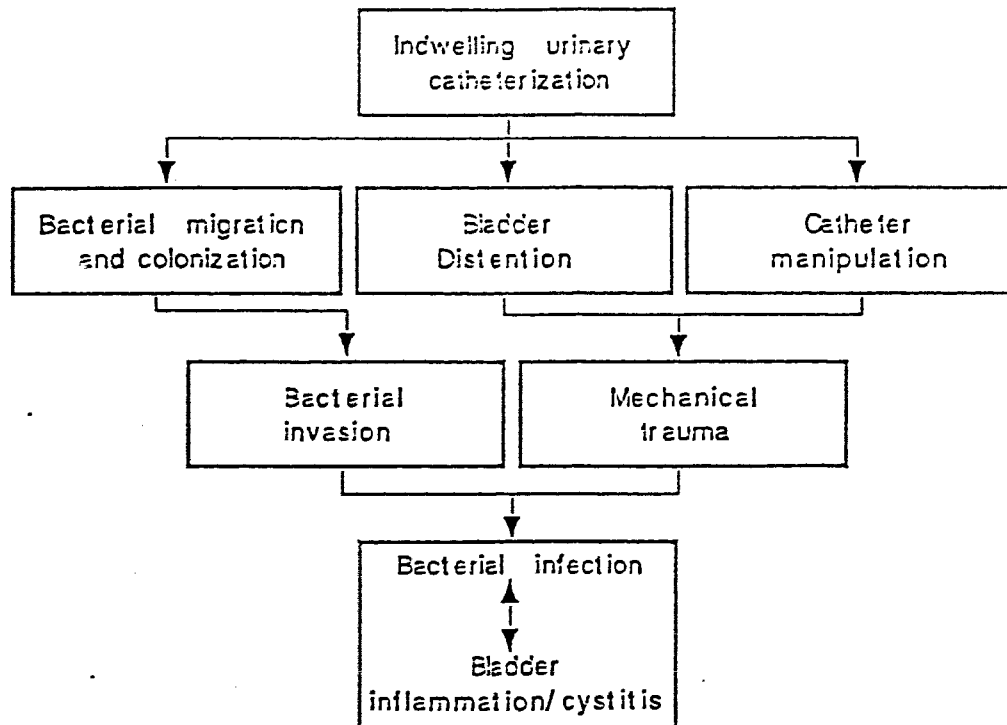 Indwelling urinary
catheterization
Bacterial migration
and colonization
Bladder
Distention
Catheter
manipulation
Bacterial
invasion
Mechanical
trauma
Bacterial infection
Bladder
inflammation/cystitis